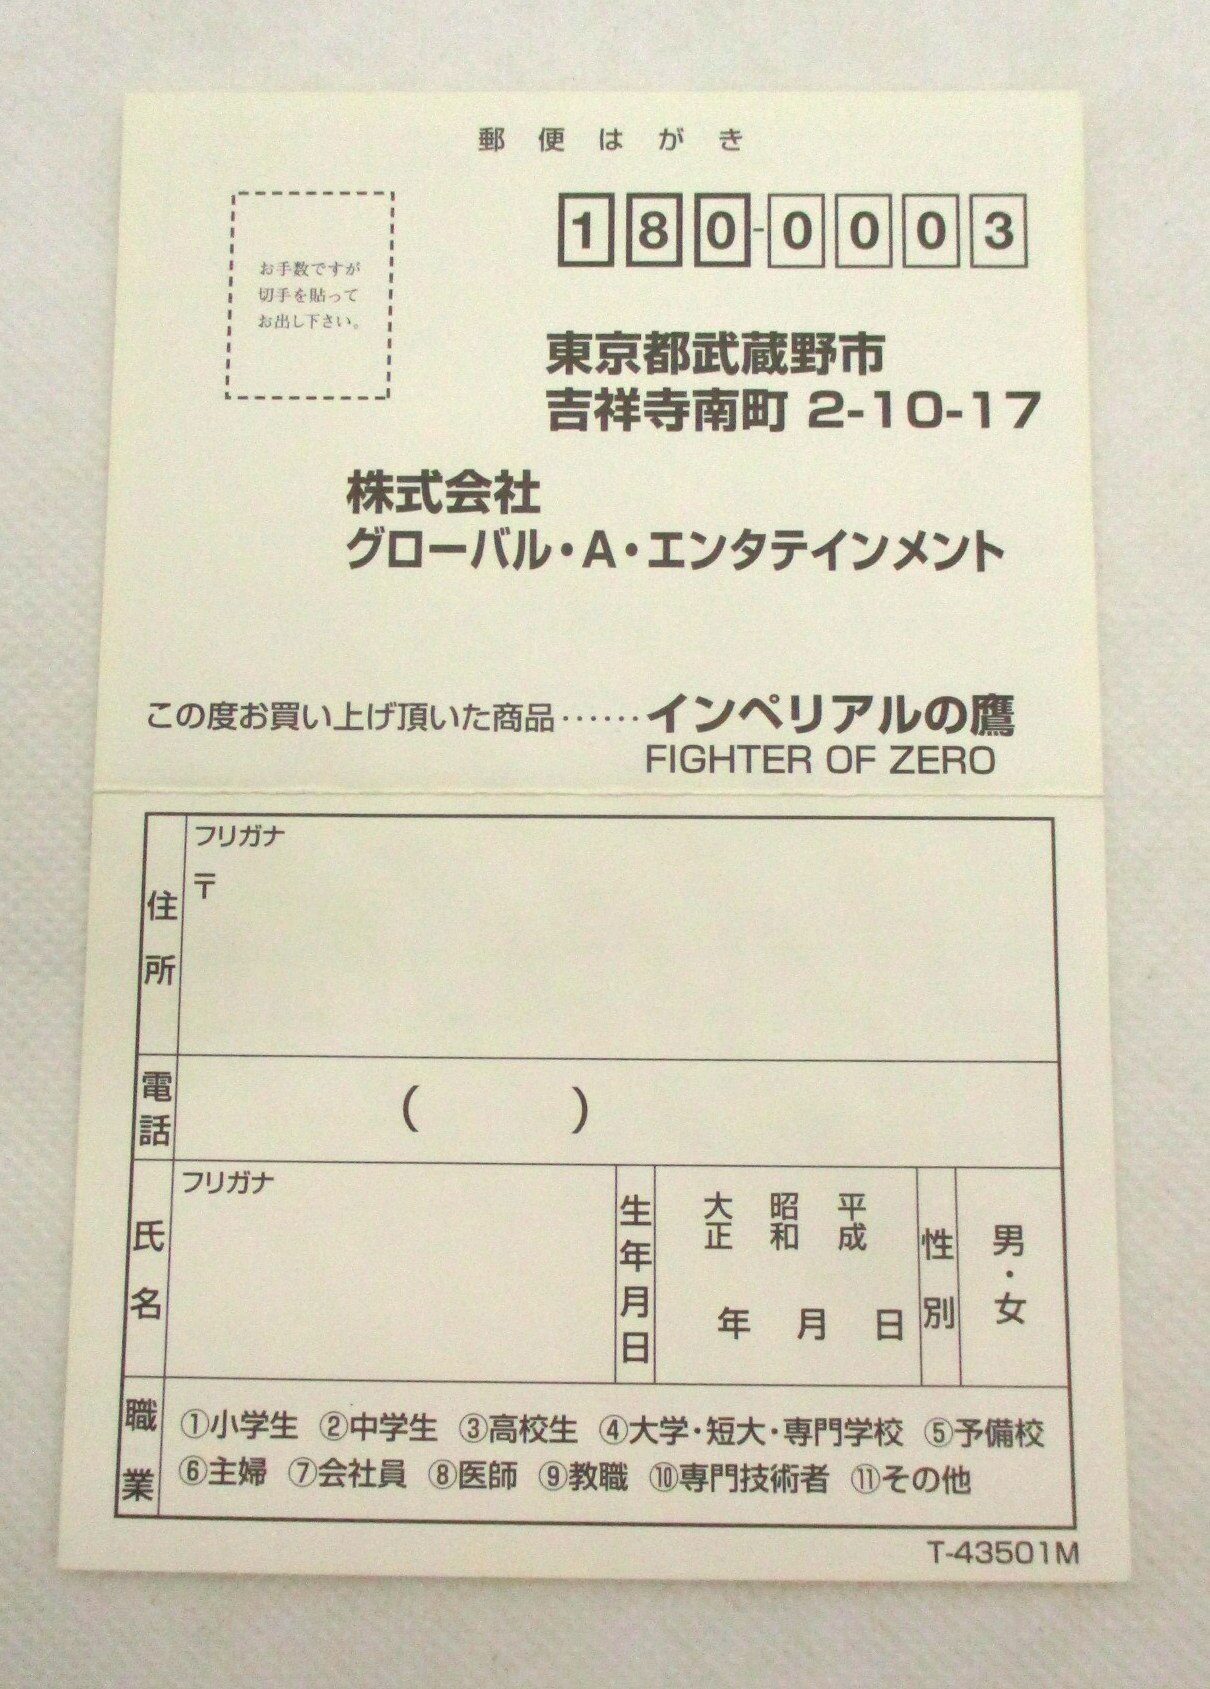 郵便はがき
お手数ですが
切手を貼って
お出し下さい。
180-0003
東京都武蔵野市
吉祥寺南町 2-10-17
株式会社
グローバル・A・エンタテインメント
この度お買い上げ頂いた商品……インペリアルの鷹
FIGHTER OF ZERO
住所
フリガナ
〒
電話
( )
氏名
フリガナ
生年月日
大正 昭和 平成
年 月 日
性別
男・女
職業
①小学生 ②中学生 ③高校生 ④大学・短大・専門学校 ⑤予備校
⑥主婦 ⑦会社員 ⑧医師 ⑨教職 ⑩専門技術者 ⑪その他
T-43501M